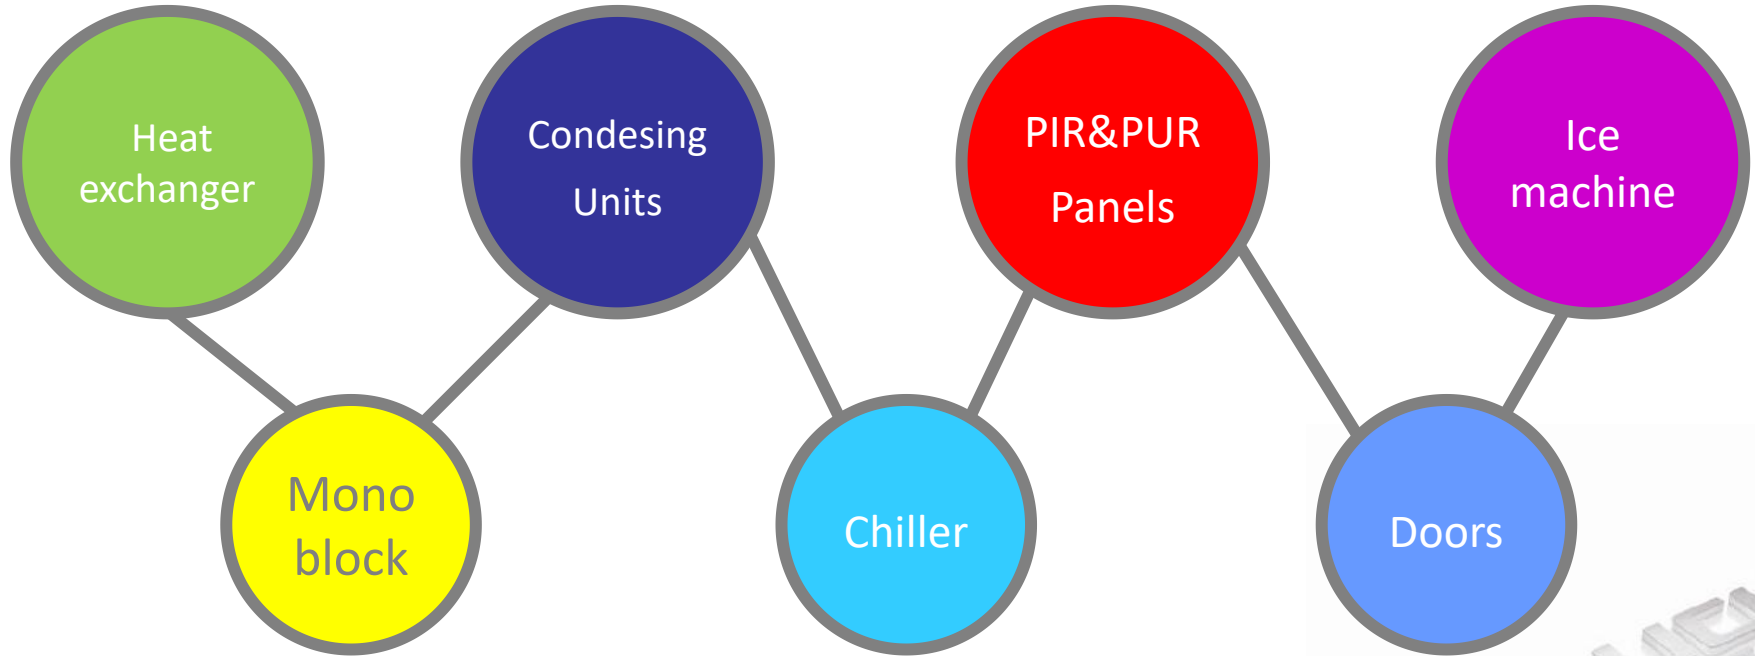 Heat
exchanger
Condesing
Units
PIR&PUR
Panels
Ice
machine
Mono
block
Chiller
Doors